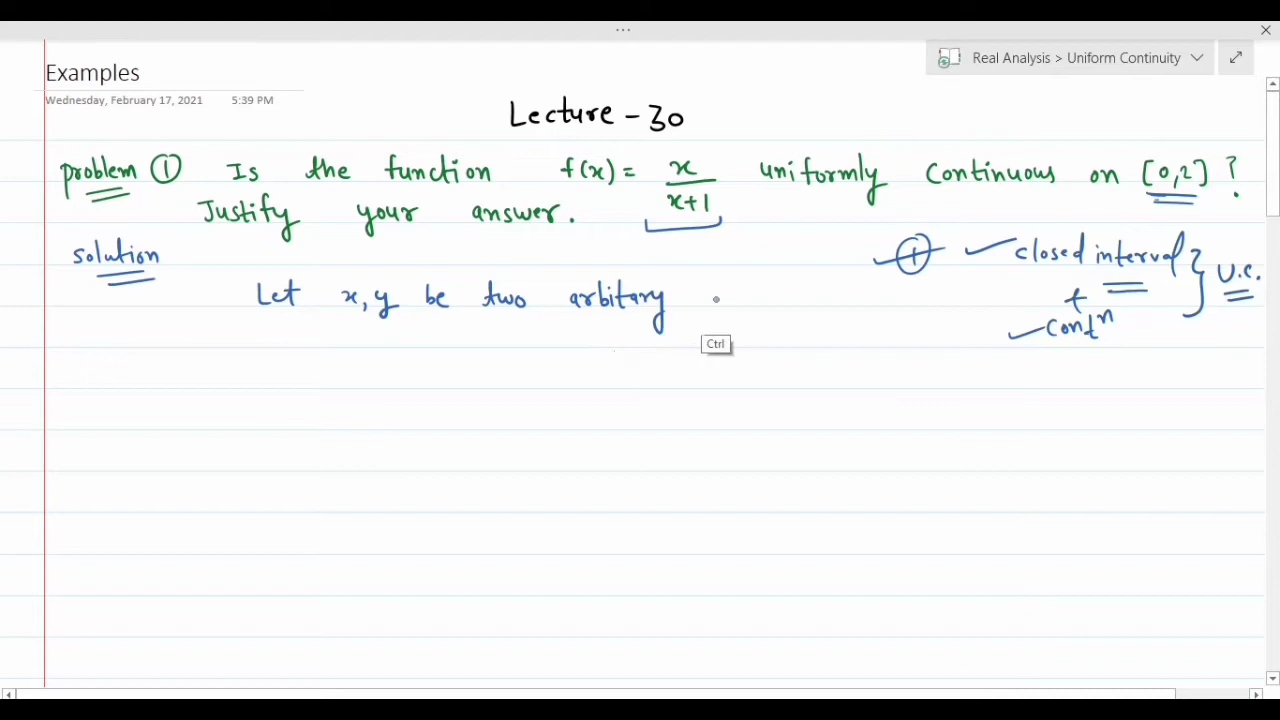 Real Analysis > Uniform Continuity
Examples
Wednesday, February 17, 2021 5:39 PM
Lecture - 30
problem ① Is the function f(x) = x/(x+1) uniformly continuous on [0,2] ?
Justify your answer.
solution
① closed interval
+
contⁿ
} U.C.
Let x, y be two arbitary
Ctrl